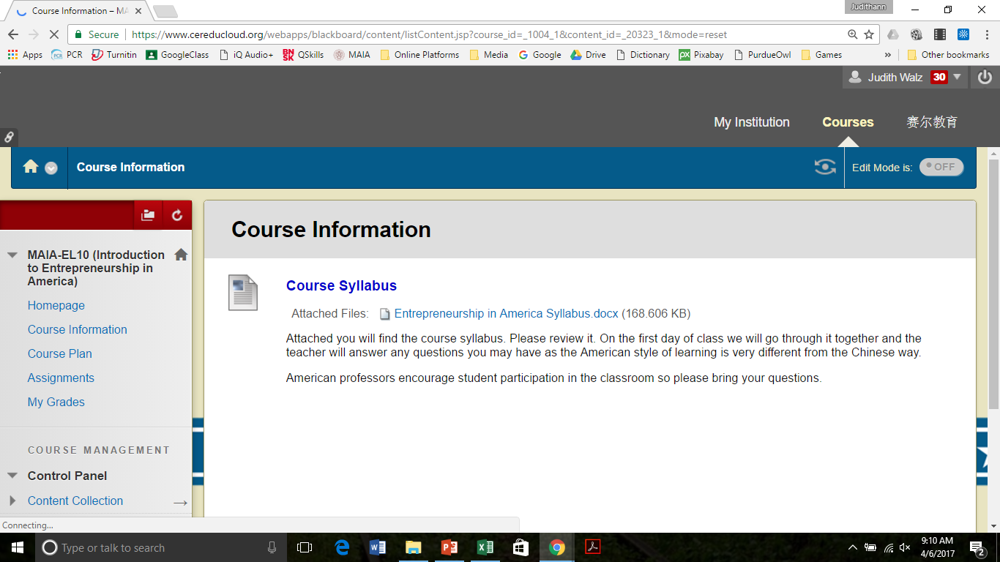 Course Information – MA
Judithann
Secure
https://www.cereducloud.org/webapps/blackboard/content/listContent.jsp?course_id=_1004_1&content_id=_20323_1&mode=reset
Apps PCR Turnitin GoogleClass iQ Audio+ QSkills MAIA Online Platforms Media Google Drive Dictionary Pixabay PurdueOwl Games » Other bookmarks
Judith Walz 30
My Institution Courses 赛尔教育
Course Information
Edit Mode is: OFF
Course Information
MAIA-EL10 (Introduction
to Entrepreneurship in
America)
Homepage
Course Information
Course Plan
Assignments
My Grades
COURSE MANAGEMENT
Control Panel
Content Collection
Course Syllabus
Attached Files: Entrepreneurship in America Syllabus.docx (168.606 KB)
Attached you will find the course syllabus. Please review it. On the first day of class we will go through it together and the
teacher will answer any questions you may have as the American style of learning is very different from the Chinese way.
American professors encourage student participation in the classroom so please bring your questions.
Connecting...
Type or talk to search
9:10 AM
4/6/2017
2